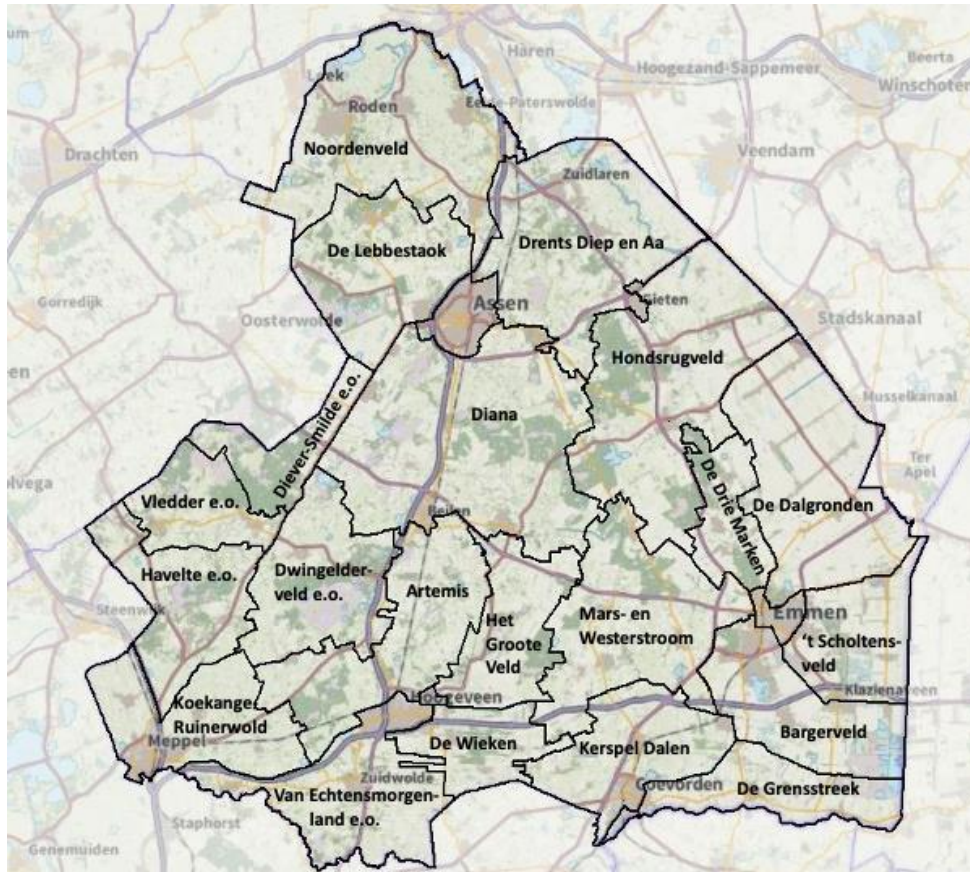 Haren
Beerta
Leek
Hoogezand-Sappemeer
Winschoten
Roden
Eelde-Paterswolde
Drachten
Noordenveld
Veendam
Zuidlaren
De Lebbestaok
Drents Diep en Aa
Gorredijk
Assen
Gieten
Oosterwolde
Stadskanaal
Hondsrugveld
Diever-Smilde e.o.
Musselkanaal
Diana
Ter
Apel
De Drie Marken
Vledder e.o.
De Dalgronden
Beilen
Havelte e.o.
Dwingelder-
veld e.o.
Artemis
Steenwijk
Mars- en
Westerstroom
Emmen
Het
Groote
Veld
't Scholtens-
veld
Koekange
Ruinerwold
Hoogeveen
Klazienaveen
Meppel
De Wieken
Kerspel Dalen
Bargerveld
Zuidwolde
Coevorden
De Grensstreek
Van Echtensmorgen-
land e.o.
Staphorst
Genemuiden